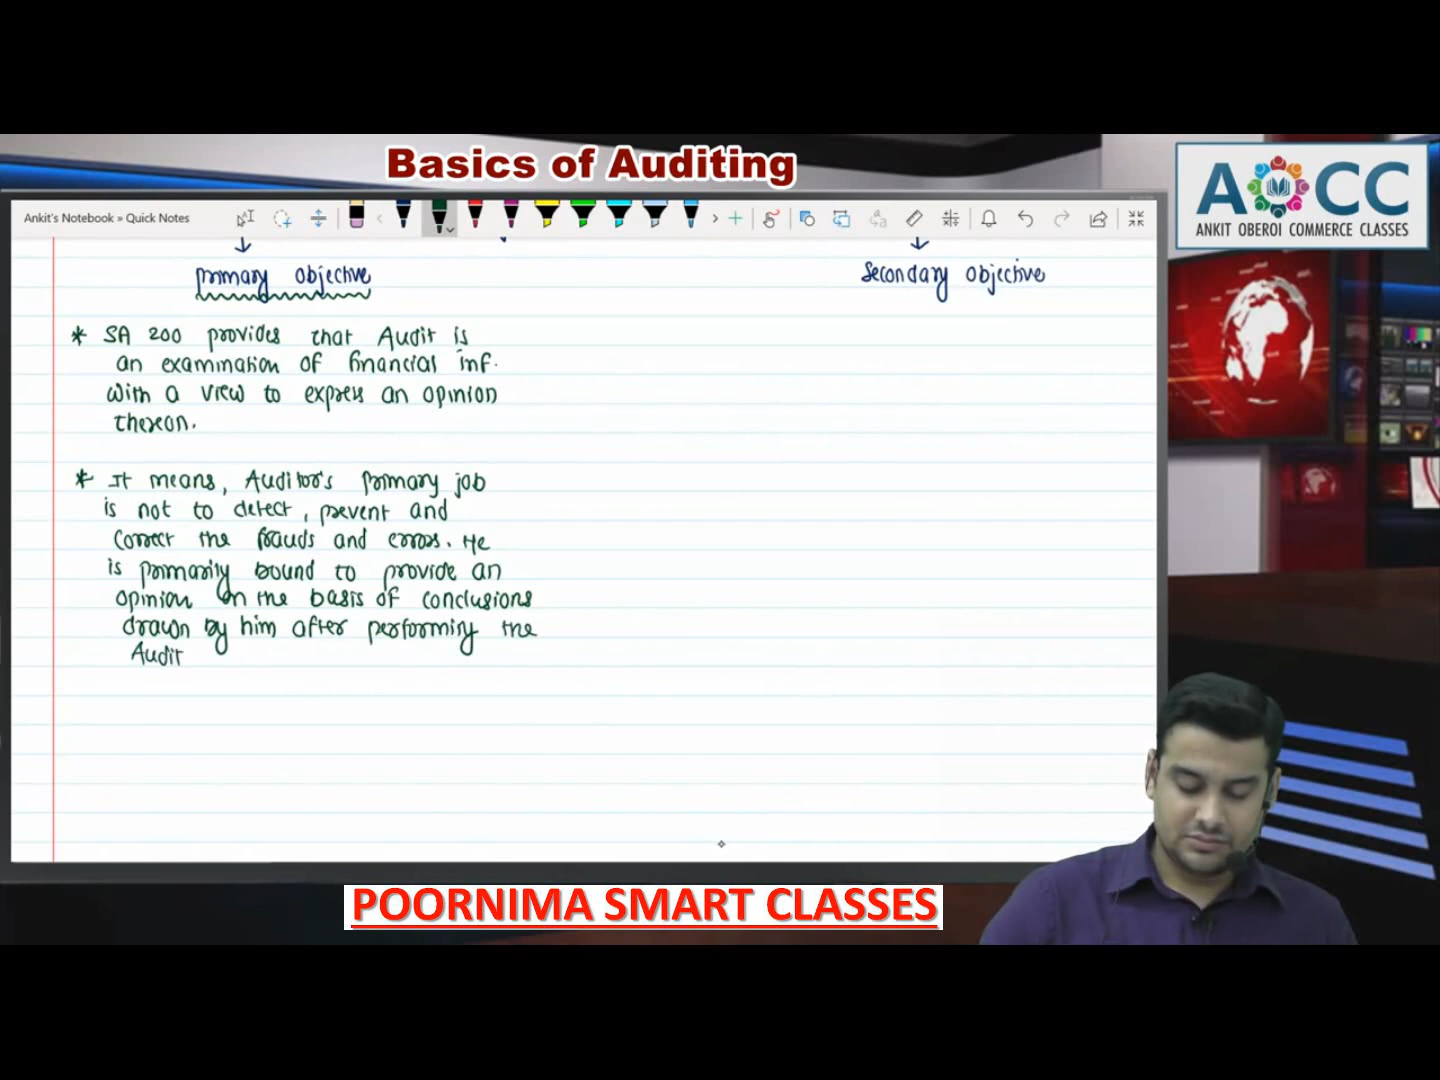 Basics of Auditing
AOCC
ANKIT OBEROI COMMERCE CLASSES
Ankit's Notebook » Quick Notes
Primary Objective
Secondary Objective
* SA 200 provides that Audit is
an examination of financial inf.
with a view to express an opinion
thereon.
* It means, Auditor's primary job
is not to detect, prevent and
correct the frauds and errors. He
is primarily bound to provide an
opinion on the basis of conclusions
drawn by him after performing the
Audit
POORNIMA SMART CLASSES